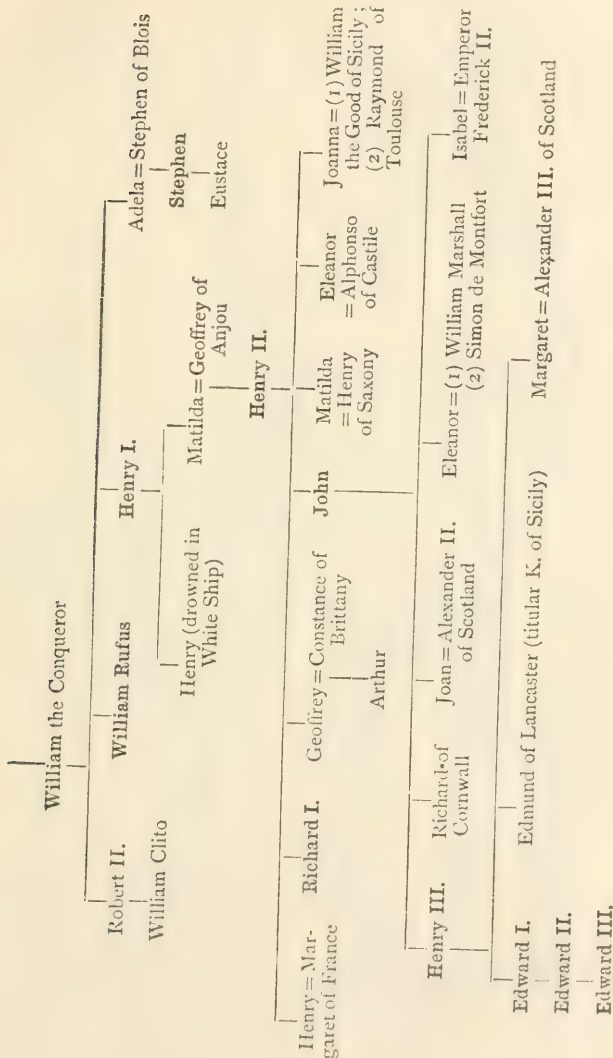 William the Conqueror
Robert II.
William Rufus
Henry I.
Adela = Stephen of Blois
William Clito
Henry (drowned in
White Ship)
Matilda = Geoffrey of
Anjou
Stephen
Eustace
Henry II.
Henry = Mar-
garet of France
Richard I.
Geoffrey = Constance of
Brittany
John
Matilda
= Henry
of Saxony
Eleanor
= Alphonso
of Castile
Joanna = (1) William
the Good of Sicily ;
(2) Raymond of
Toulouse
Arthur
Henry III.
Richard of
Cornwall
Joan = Alexander II.
of Scotland
Eleanor = (1) William Marshall
(2) Simon de Montfort
Isabel = Emperor
Frederick II.
Edward I.
Edmund of Lancaster (titular K. of Sicily)
Margaret = Alexander III. of Scotland
Edward II.
Edward III.